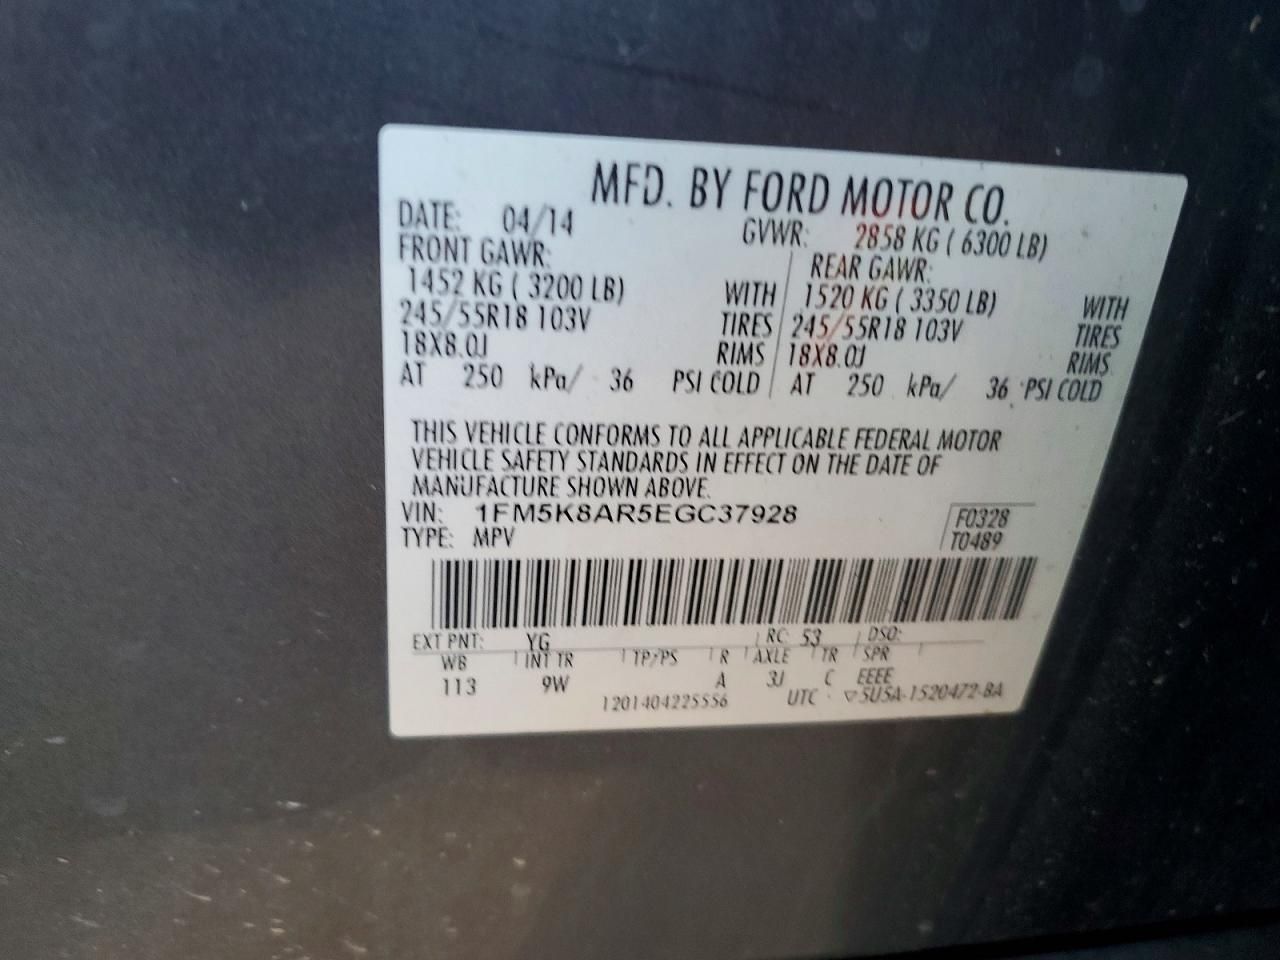 MFD. BY FORD MOTOR CO.
DATE: 04/14 GVWR: 2858 KG ( 6300 LB)
FRONT GAWR: REAR GAWR:
1452 KG ( 3200 LB) WITH 1520 KG ( 3350 LB) WITH
245/55R18 103V TIRES 245/55R18 103V TIRES
18X8.0J RIMS 18X8.0J RIMS
AT 250 kPa/ 36 PSI COLD AT 250 kPa/ 36 PSI COLD
THIS VEHICLE CONFORMS TO ALL APPLICABLE FEDERAL MOTOR
VEHICLE SAFETY STANDARDS IN EFFECT ON THE DATE OF
MANUFACTURE SHOWN ABOVE.
VIN: 1FM5K8AR5EGC37928 F0328
TYPE: MPV T0489
EXT PNT: YG RC: 53 DSO:
WB INT TR TP/PS R AXLE TR SPR
113 9W A 3J C EEEE
1201404225556 UTC ▽5U5A-1520472-BA